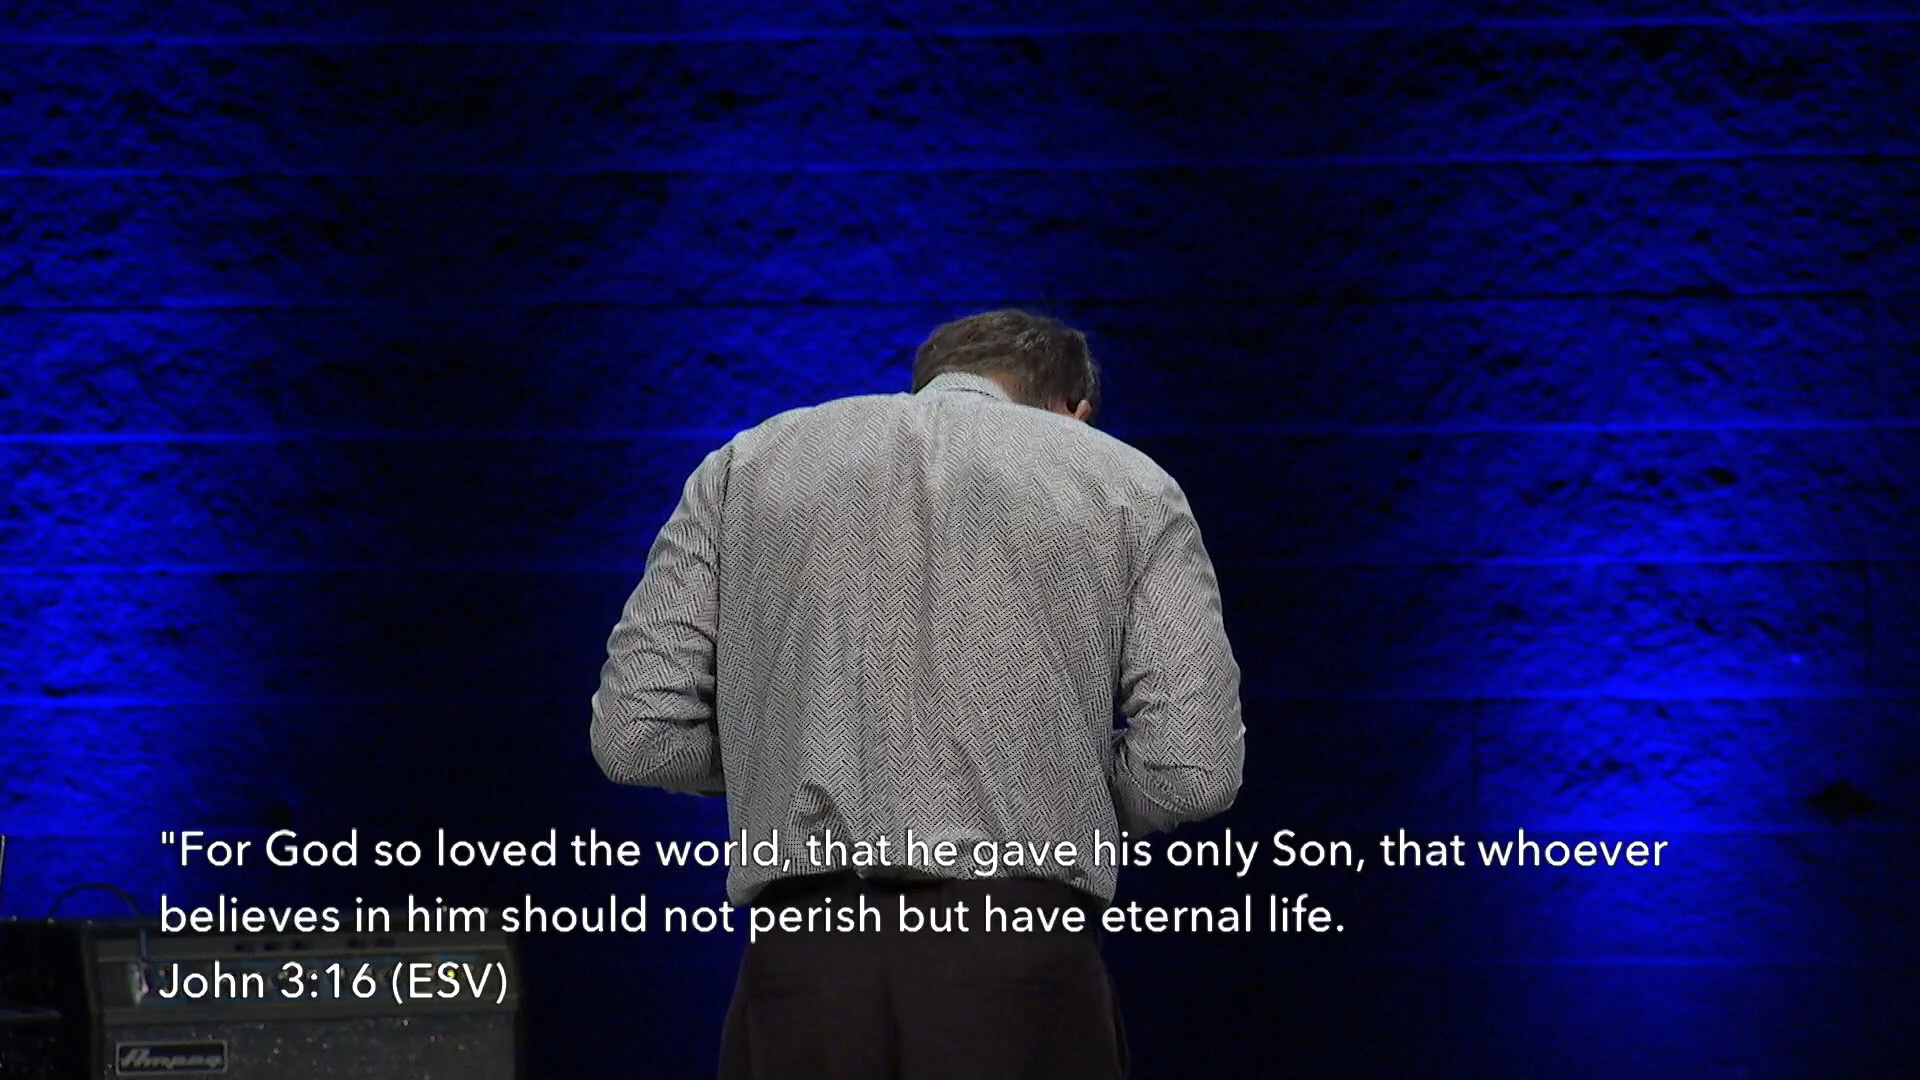 "For God so loved the world, that he gave his only Son, that whoever
believes in him should not perish but have eternal life.
John 3:16 (ESV)
Ampeg